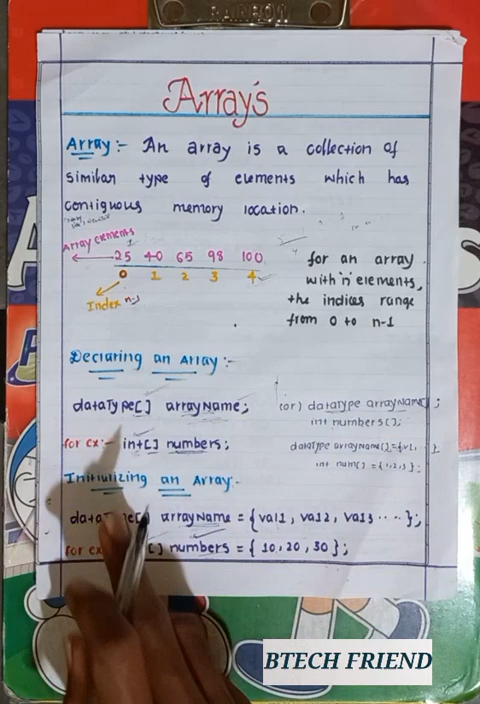 RAINBOW
Array's
Array :- An array is a collection of
similar type of elements which has
contiguous memory location.
Array elements
25 40 65 98 100
0 1 2 3 4
Index n-1
for an array
with 'n' elements,
the indices range
from 0 to n-1
Declaring an Array :-
dataType[] arrayName;
(or) dataType arrayName[];
int numbers[];
for ex:- int[] numbers;
dataType arrayName[]={v1,
int num[] = {1,2,3};
Initializing an Array:-
arrayName = {val1, val2, val3 ....};
for ex [] numbers = { 10, 20, 30 };
BTECH FRIEND